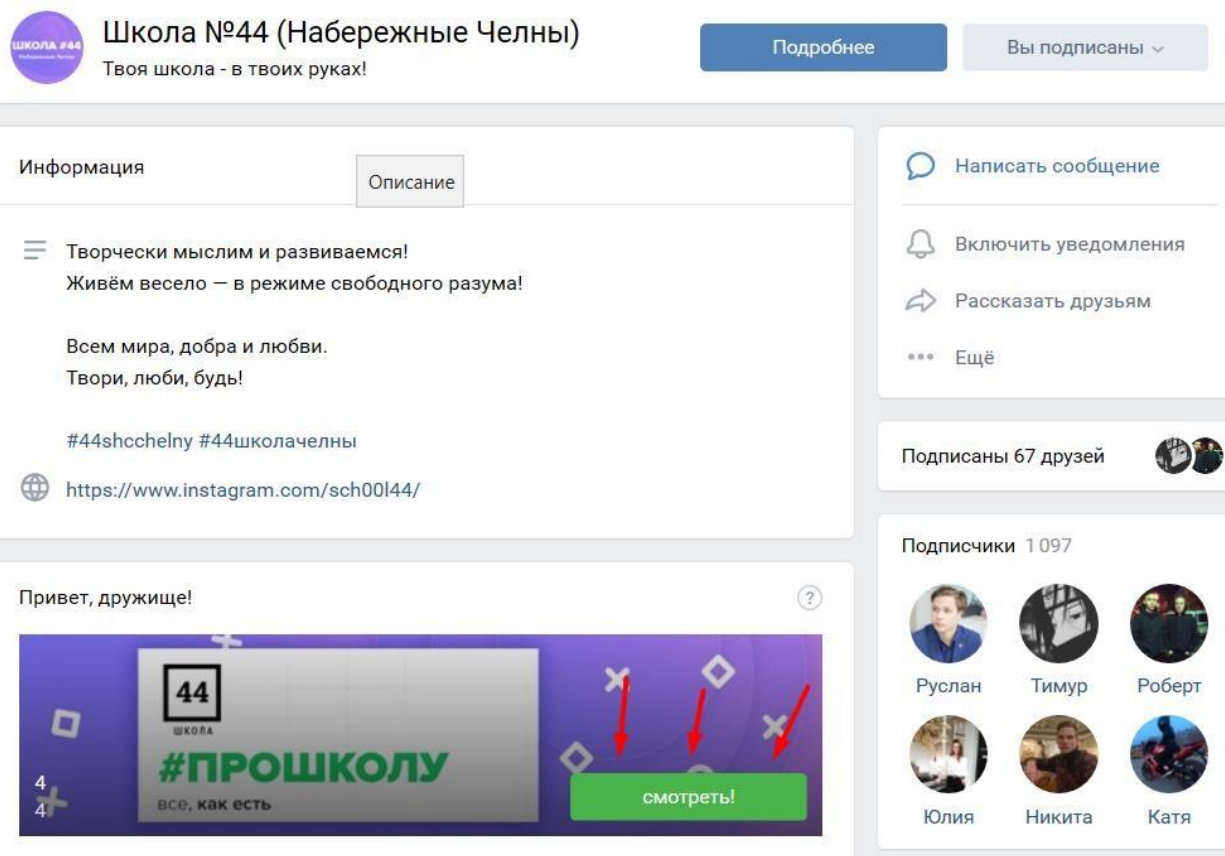 ШКОЛА #44
Набережные Челны
Школа №44 (Набережные Челны)
Твоя школа - в твоих руках!
Подробнее
Вы подписаны
Информация
Описание
Творчески мыслим и развиваемся!
Живём весело — в режиме свободного разума!
Всем мира, добра и любви.
Твори, люби, будь!
#44shcchelny #44школачелны
https://www.instagram.com/sch00l44/
Привет, дружище!
?
44
ШКОЛА
#ПРОШКОЛУ
все, как есть
4
4
смотреть!
Написать сообщение
Включить уведомления
Рассказать друзьям
Ещё
Подписаны 67 друзей
Подписчики 1 097
Руслан Тимур Роберт
Юлия Никита Катя